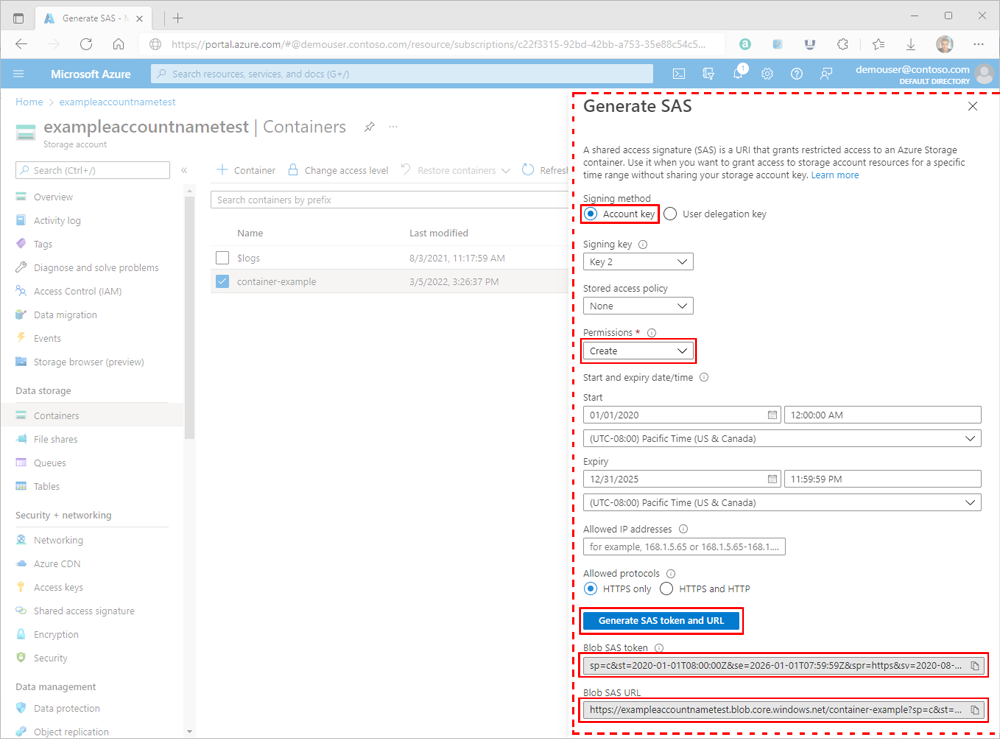 Generate SAS - M
https://portal.azure.com/#@demouser.contoso.com/resource/subscriptions/c22f3315-92bd-42bb-a753-35e88c54c5...
Microsoft Azure
Search resources, services, and docs (G+/)
1
demouser@contoso.com
DEFAULT DIRECTORY
Home > exampleaccountnametest
exampleaccountnametest | Containers
Storage account
Search (Ctrl+/)
Overview
Activity log
Tags
Diagnose and solve problems
Access Control (IAM)
Data migration
Events
Storage browser (preview)
Data storage
Containers
File shares
Queues
Tables
Security + networking
Networking
Azure CDN
Access keys
Shared access signature
Encryption
Security
Data management
Data protection
Object replication
Container
Change access level
Restore containers
Refresh
Search containers by prefix
Name Last modified
$logs 8/3/2021, 11:17:59 AM
container-example 3/5/2022, 3:26:37 PM
Generate SAS
A shared access signature (SAS) is a URI that grants restricted access to an Azure Storage
container. Use it when you want to grant access to storage account resources for a specific
time range without sharing your storage account key. Learn more
Signing method
Account key User delegation key
Signing key
Key 2
Stored access policy
None
Permissions *
Create
Start and expiry date/time
Start
01/01/2020 12:00:00 AM
(UTC-08:00) Pacific Time (US & Canada)
Expiry
12/31/2025 11:59:59 PM
(UTC-08:00) Pacific Time (US & Canada)
Allowed IP addresses
for example, 168.1.5.65 or 168.1.5.65-168.1....
Allowed protocols
HTTPS only HTTPS and HTTP
Generate SAS token and URL
Blob SAS token
sp=c&st=2020-01-01T08:00:00Z&se=2026-01-01T07:59:59Z&spr=https&sv=2020-08-...
Blob SAS URL
https://exampleaccountnametest.blob.core.windows.net/container-example?sp=c&st=...